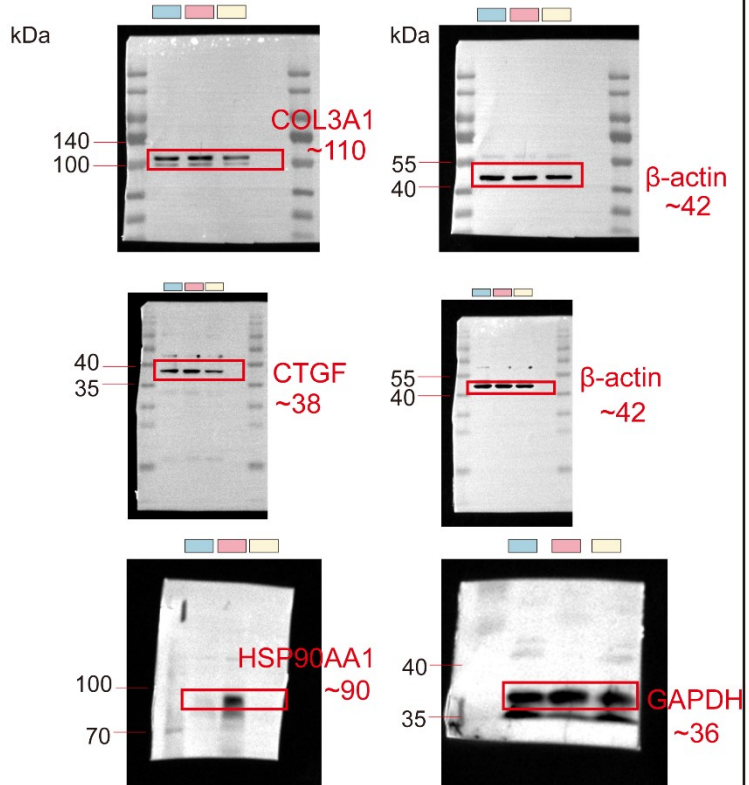 kDa
140
100
COL3A1
~110
kDa
55
40
β-actin
~42
40
35
CTGF
~38
55
40
β-actin
~42
100
70
HSP90AA1
~90
40
35
GAPDH
~36